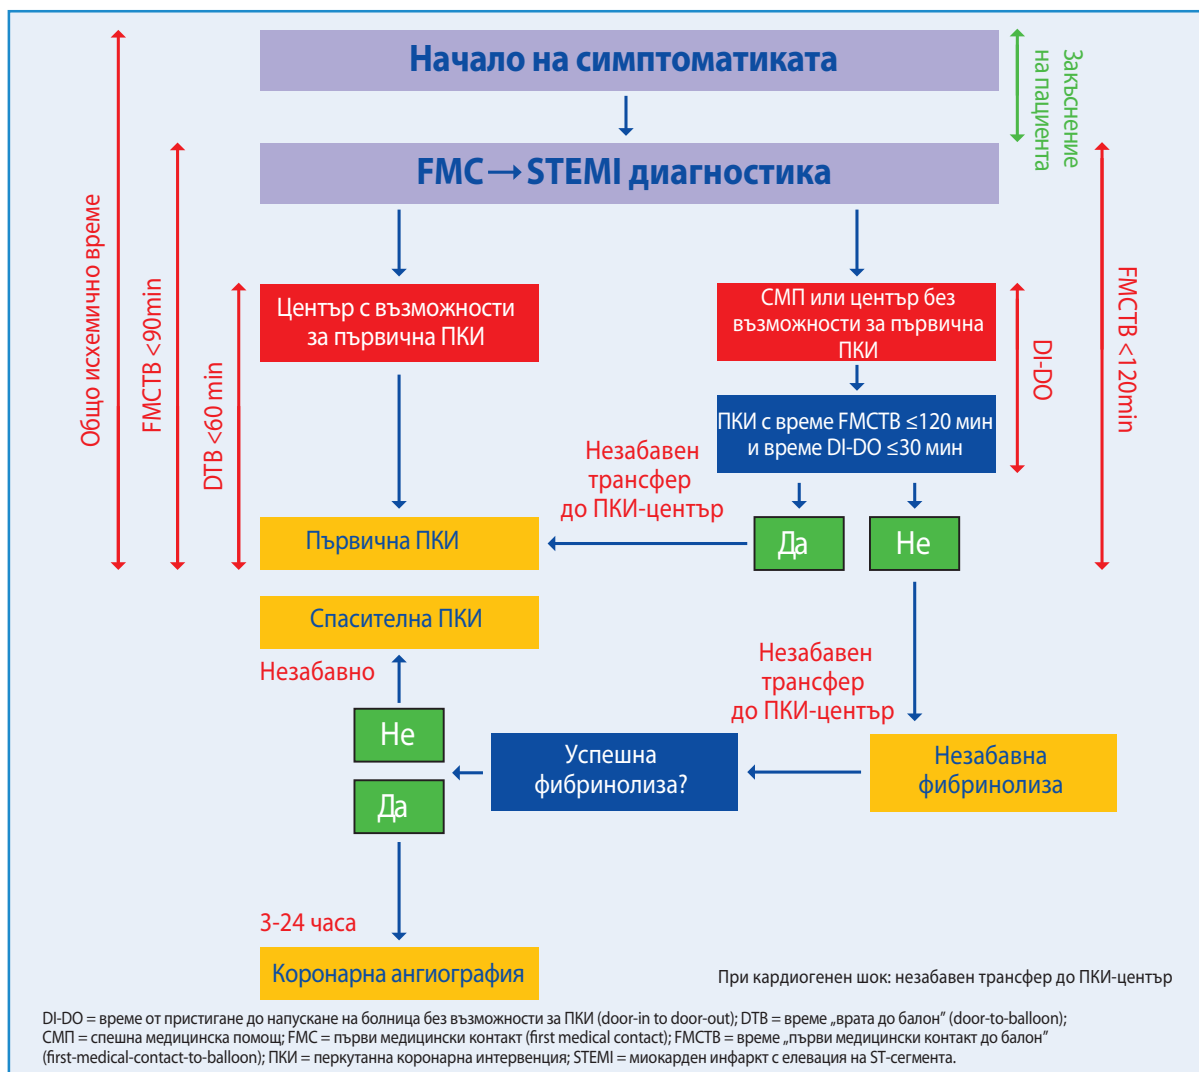 Начало на симптоматиката
Закъснение
на пациента
FMC → STEMI диагностика
Общо исхемично време
FMCTB <90min
DTB <60 min
Център с възможности
за първична ПКИ
СМП или център без
възможности за първична
ПКИ
DI-DO
FMCTB <120min
ПКИ с време FMCTB ≤120 мин
и време DI-DO ≤30 мин
Незабавен
трансфер
до ПКИ-център
Първична ПКИ
Да
Не
Спасителна ПКИ
Незабавно
Незабавен
трансфер
до ПКИ-център
Не
Да
Успешна
фибринолиза?
Незабавна
фибринолиза
3-24 часа
Коронарна ангиография
При кардиогенен шок: незабавен трансфер до ПКИ-център
DI-DO = време от пристигане до напускане на болница без възможности за ПКИ (door-in to door-out); DTB = време „врата до балон” (door-to-balloon);
СМП = спешна медицинска помощ; FMC = първи медицински контакт (first medical contact); FMCTB = време „първи медицински контакт до балон”
(first-medical-contact-to-balloon); ПКИ = перкутанна коронарна интервенция; STEMI = миокарден инфаркт с елевация на ST-сегмента.